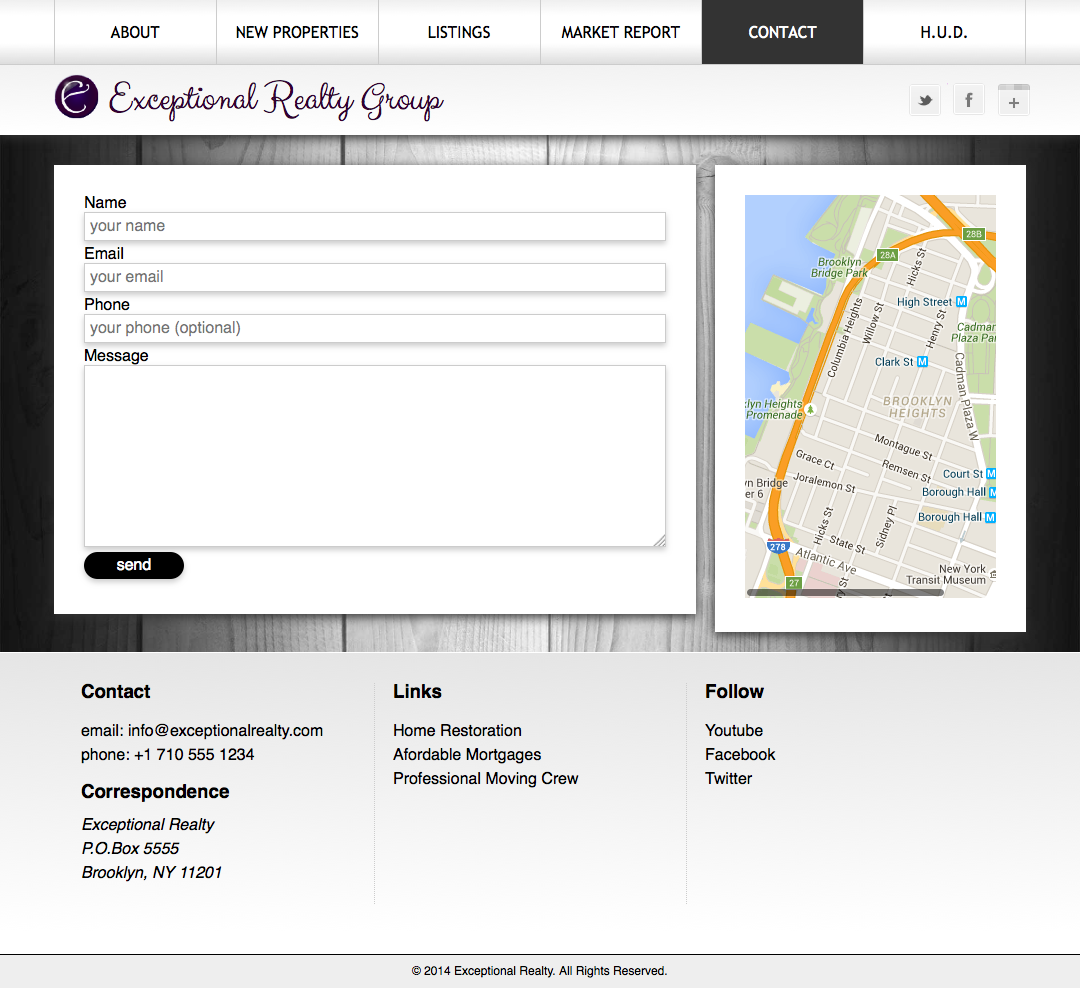 ABOUT
NEW PROPERTIES
LISTINGS
MARKET REPORT
CONTACT
H.U.D.
Exceptional Realty Group
Name
your name
Email
your email
Phone
your phone (optional)
Message
send
28B
28A
Hicks St
Brooklyn
Bridge Park
High Street M
Columbia Heights
Willow St
Henry St
Cadman
Plaza Par
Clark St M
Cadman Plaza W
BROOKLYN
HEIGHTS
klyn Heights
Promenade
Montague St
Grace Ct
Remsen St
Court St M
Joralemon St
yn Bridge
er 6
Borough Hall M
Hicks St
Sidney Pl
Borough Hall M
278
State St
Atlantic Ave
New York
Transit Museum
27
ry St
Contact
email: info@exceptionalrealty.com
phone: +1 710 555 1234
Correspondence
Exceptional Realty
P.O.Box 5555
Brooklyn, NY 11201
Links
Home Restoration
Afordable Mortgages
Professional Moving Crew
Follow
Youtube
Facebook
Twitter
© 2014 Exceptional Realty. All Rights Reserved.